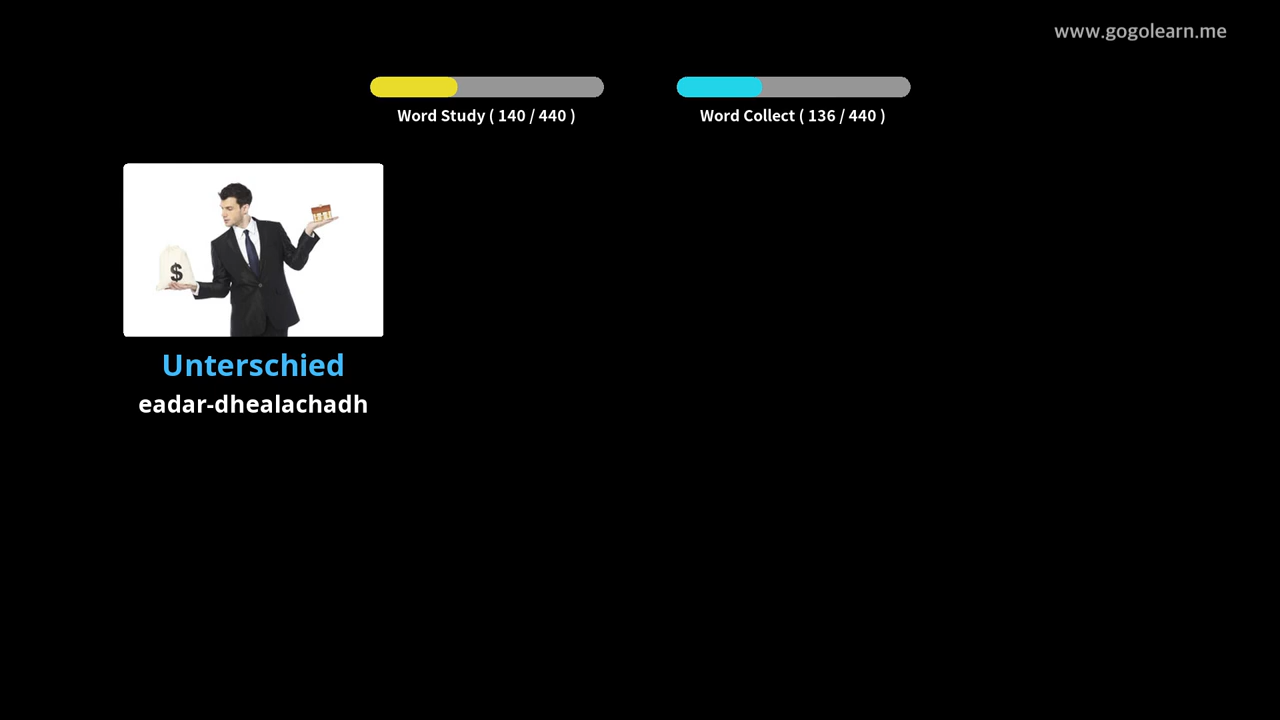 www.gogolearn.me
Word Study ( 140 / 440 )
Word Collect ( 136 / 440 )
$
Unterschied
eadar-dhealachadh